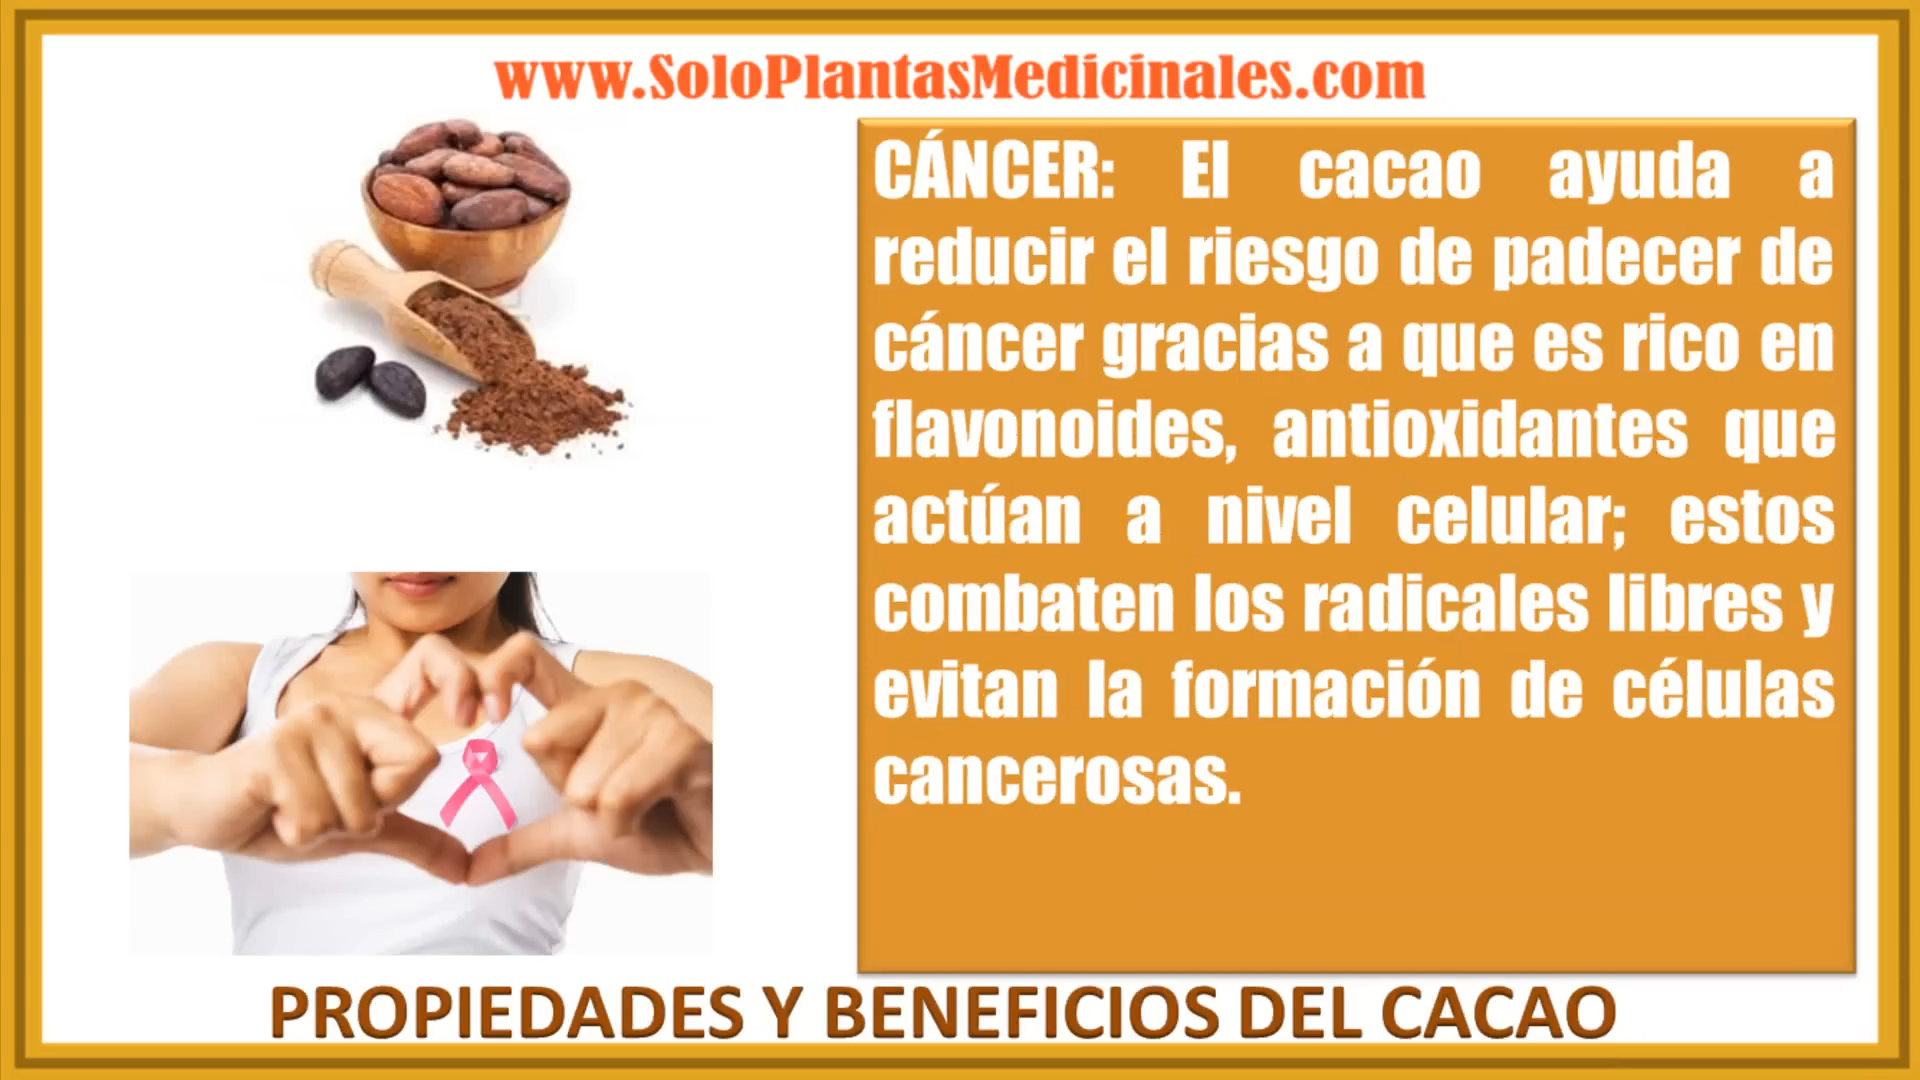 www.SoloPlantasMedicinales.com
CÁNCER: El cacao ayuda a
reducir el riesgo de padecer de
cáncer gracias a que es rico en
flavonoides, antioxidantes que
actúan a nivel celular; estos
combaten los radicales libres y
evitan la formación de células
cancerosas.
PROPIEDADES Y BENEFICIOS DEL CACAO